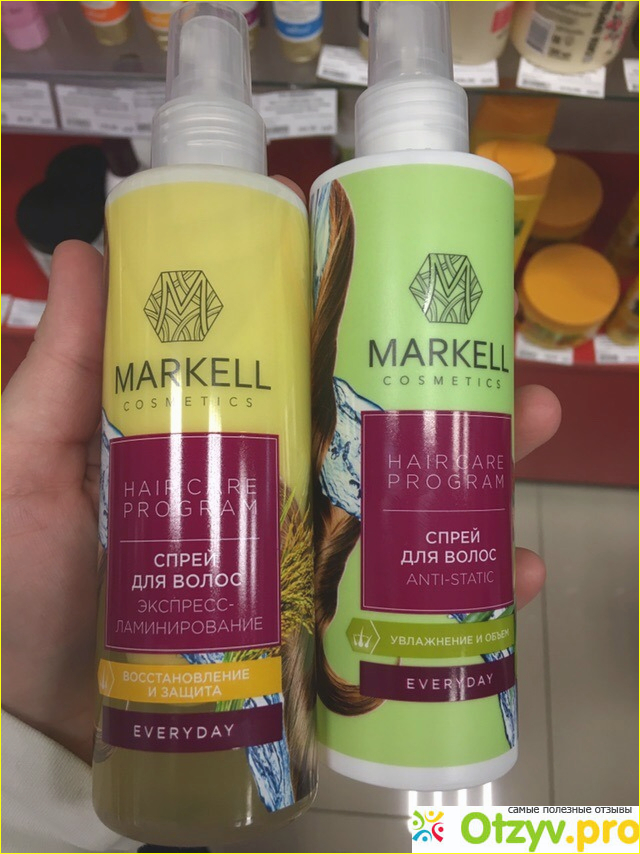 MARKELL
COSMETICS
HAIR CARE
PROGRAM
СПРЕЙ
ДЛЯ ВОЛОС
ЭКСПРЕСС-
ЛАМИНИРОВАНИЕ
ВОССТАНОВЛЕНИЕ
И ЗАЩИТА
EVERYDAY
MARKELL
COSMETICS
HAIR CARE
PROGRAM
СПРЕЙ
ДЛЯ ВОЛОС
ANTI-STATIC
УВЛАЖНЕНИЕ И ОБЪЕМ
EVERYDAY
самые полезные отзывы
Otzyv.pro